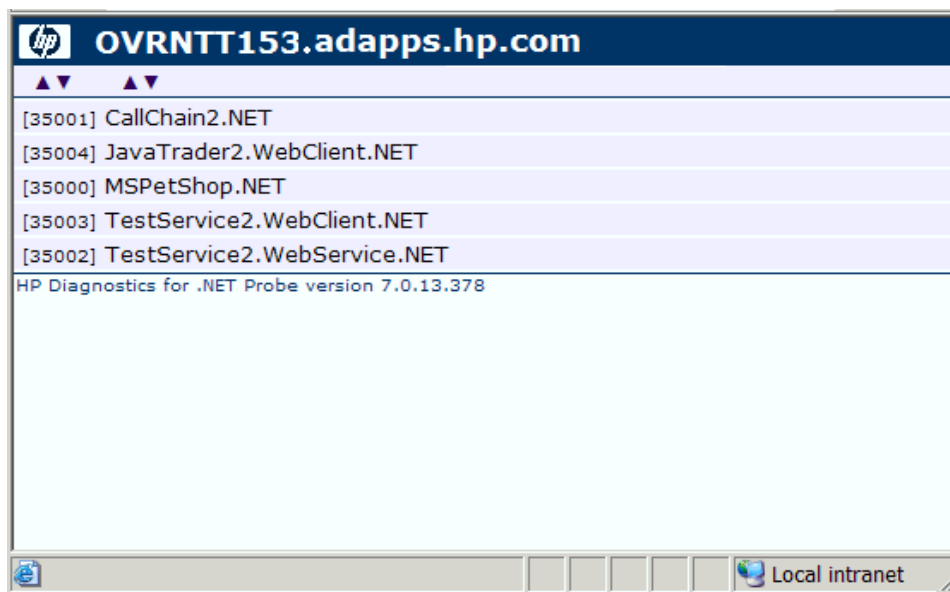 hp OVRNTT153.adapps.hp.com
▲▼ ▲▼
[35001] CallChain2.NET
[35004] JavaTrader2.WebClient.NET
[35000] MSPetShop.NET
[35003] TestService2.WebClient.NET
[35002] TestService2.WebService.NET
HP Diagnostics for .NET Probe version 7.0.13.378
Local intranet